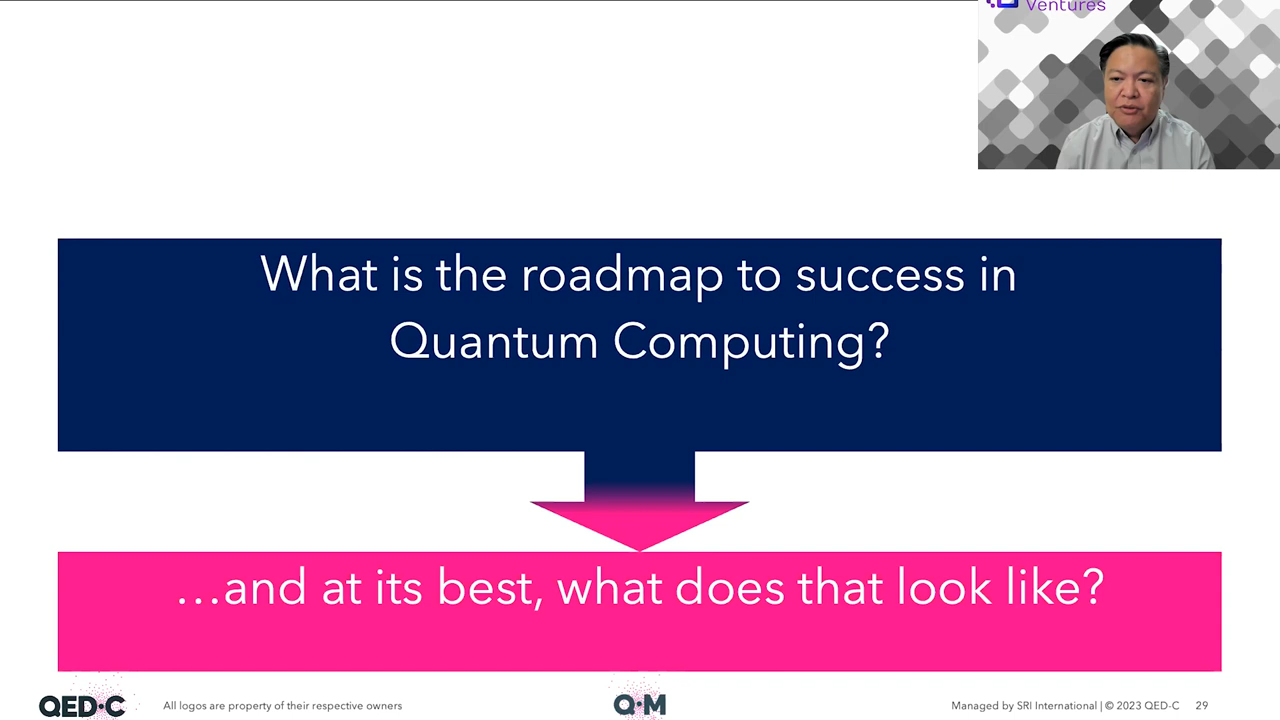 Ventures
What is the roadmap to success in
Quantum Computing?
...and at its best, what does that look like?
QED·C
All logos are property of their respective owners
Q·M
Managed by SRI International | © 2023 QED-C
29